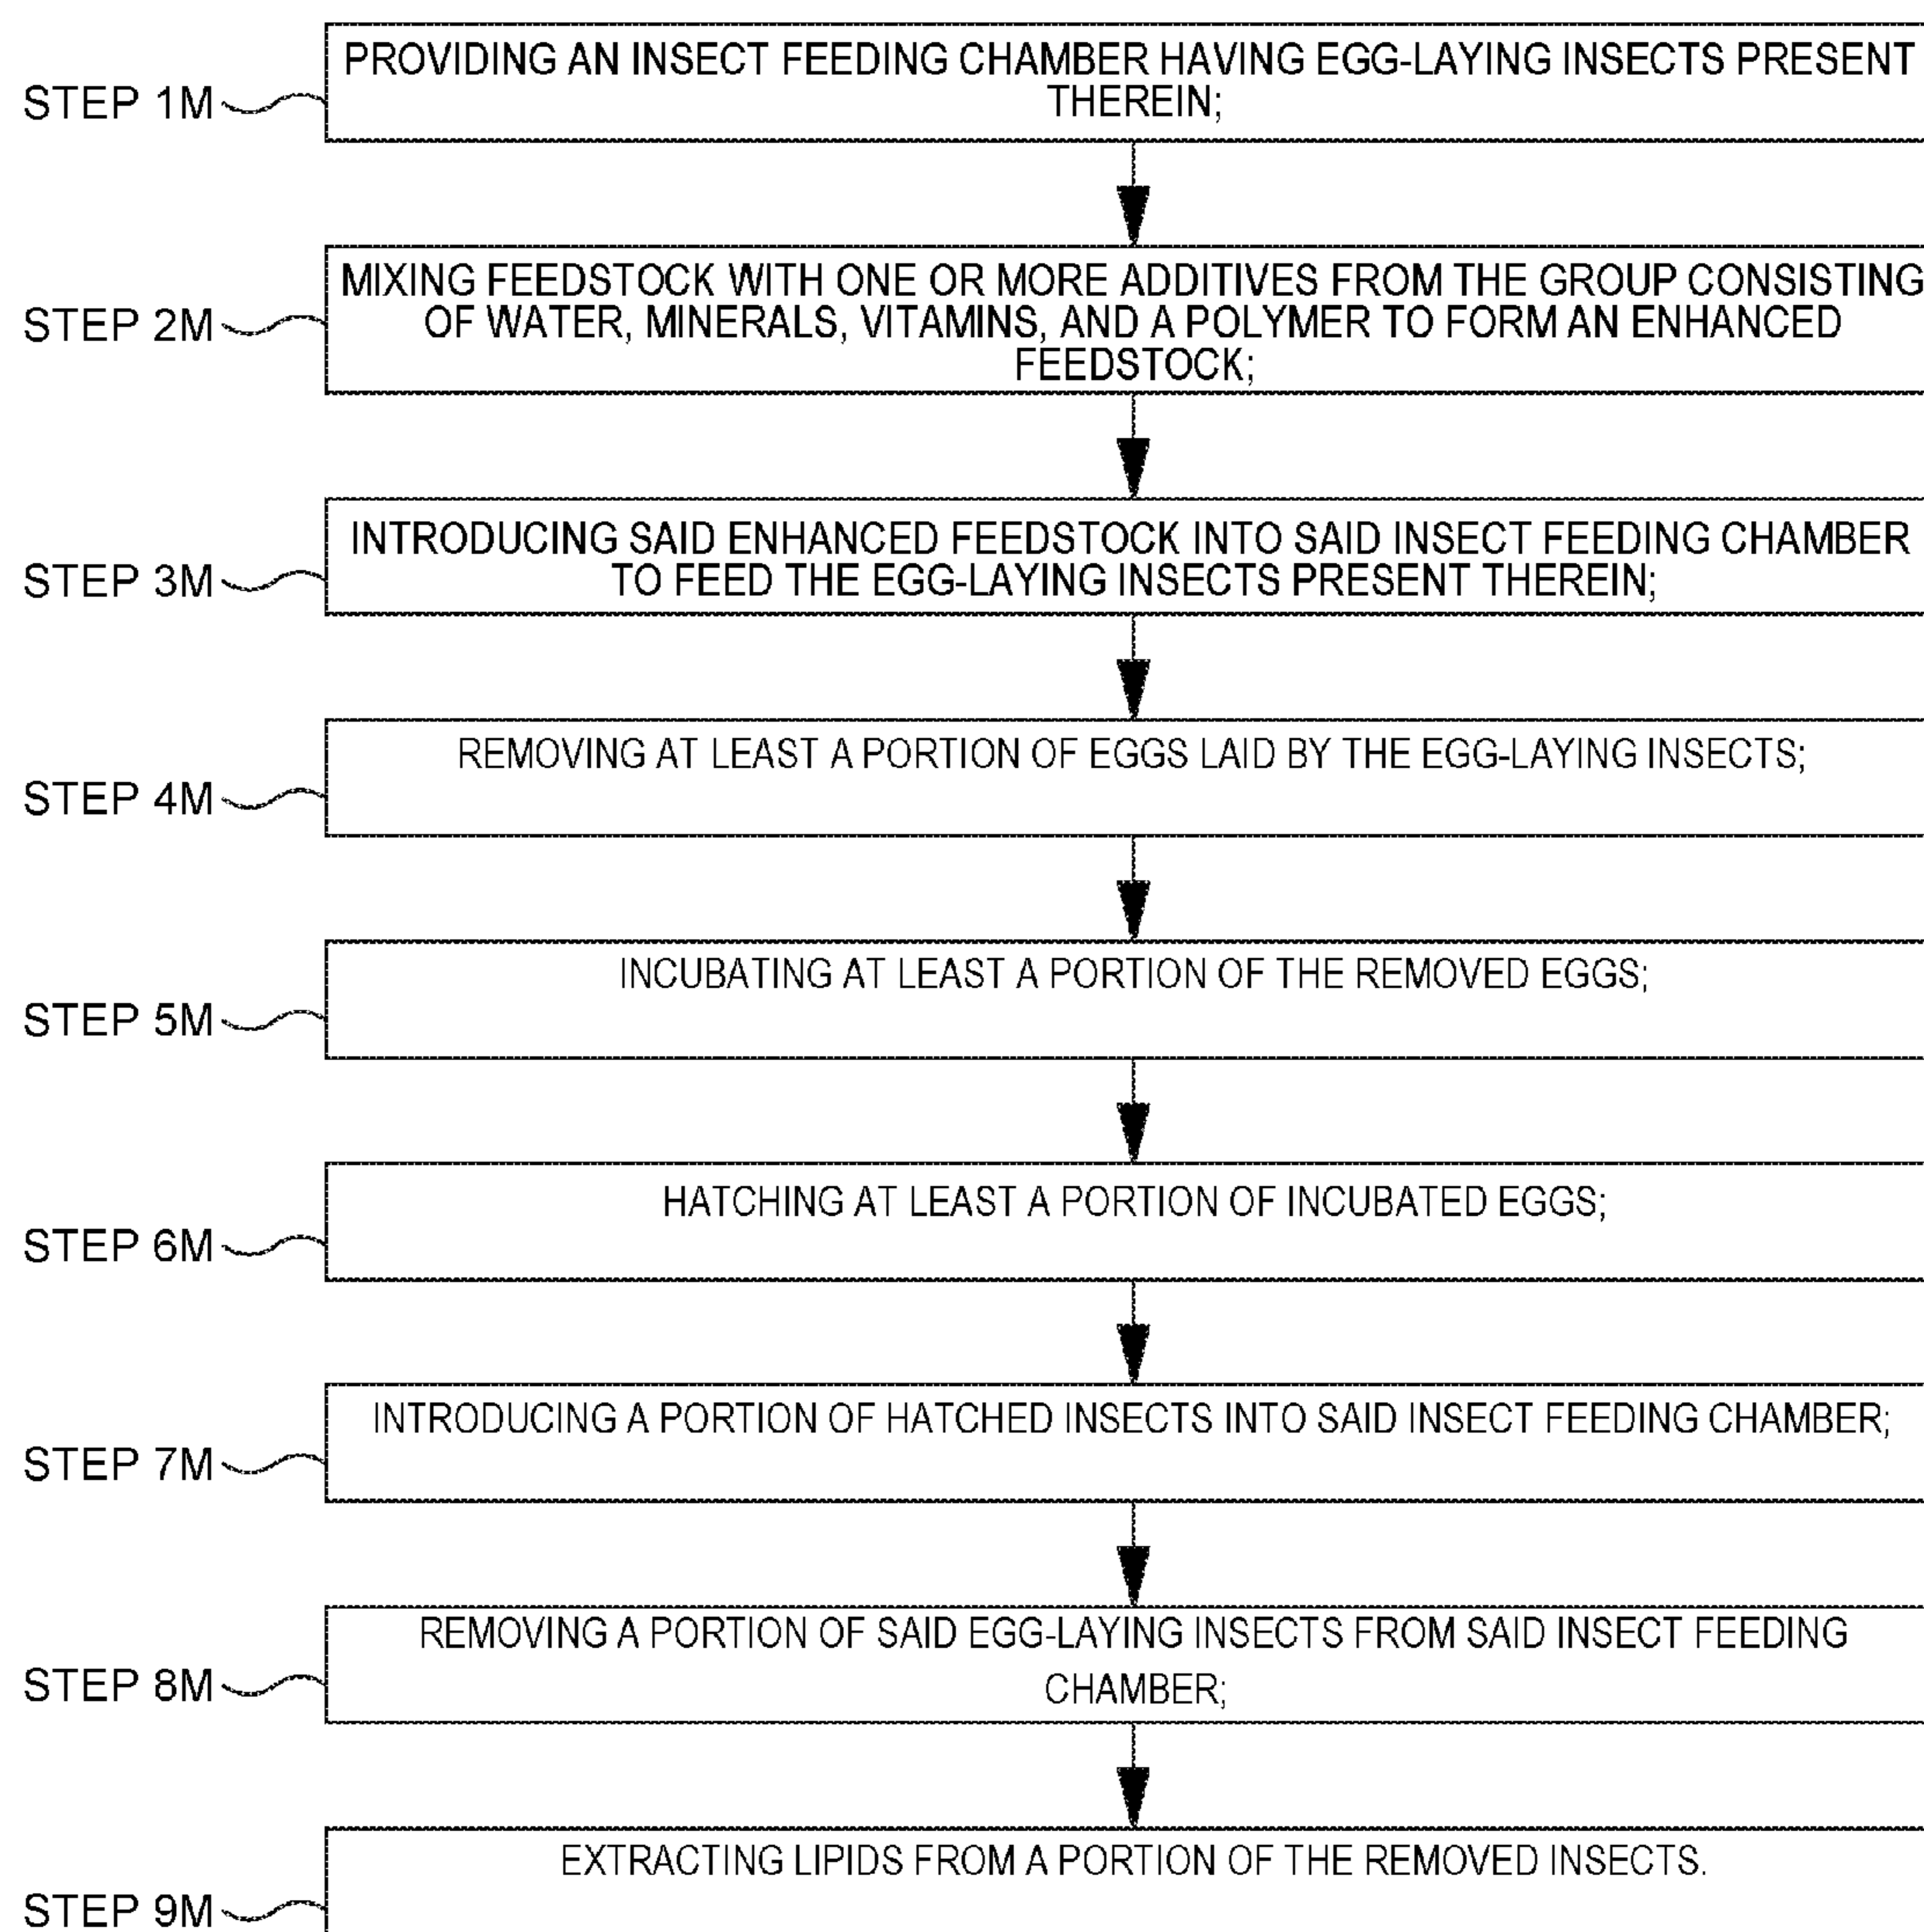 PROVIDING AN INSECT FEEDING CHAMBER HAVING EGG-LAYING INSECTS PRESENT
THEREIN;
STEP 1M
MIXING FEEDSTOCK WITH ONE OR MORE ADDITIVES FROM THE GROUP CONSISTING
OF WATER, MINERALS, VITAMINS, AND A POLYMER TO FORM AN ENHANCED
FEEDSTOCK;
STEP 2M
INTRODUCING SAID ENHANCED FEEDSTOCK INTO SAID INSECT FEEDING CHAMBER
TO FEED THE EGG-LAYING INSECTS PRESENT THEREIN;
STEP 3M
REMOVING AT LEAST A PORTION OF EGGS LAID BY THE EGG-LAYING INSECTS;
STEP 4M
INCUBATING AT LEAST A PORTION OF THE REMOVED EGGS;
STEP 5M
HATCHING AT LEAST A PORTION OF INCUBATED EGGS;
STEP 6M
INTRODUCING A PORTION OF HATCHED INSECTS INTO SAID INSECT FEEDING CHAMBER;
STEP 7M
REMOVING A PORTION OF SAID EGG-LAYING INSECTS FROM SAID INSECT FEEDING
CHAMBER;
STEP 8M
EXTRACTING LIPIDS FROM A PORTION OF THE REMOVED INSECTS.
STEP 9M